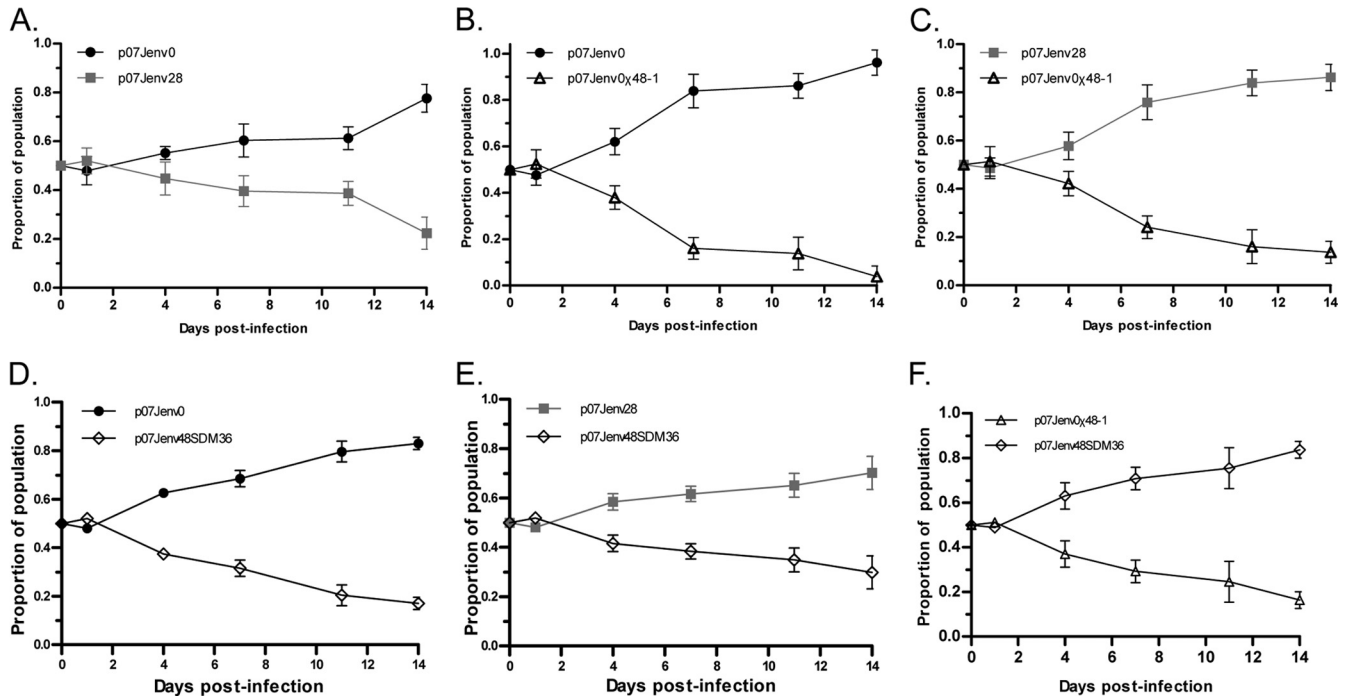 A.
p07Jenv0
p07Jenv28
Proportion of population
1.0
0.8
0.6
0.4
0.2
0.0
0 2 4 6 8 10 12 14
Days post-infection
B.
p07Jenv0
p07Jenv0χ48-1
Proportion of population
1.0
0.8
0.6
0.4
0.2
0.0
0 2 4 6 8 10 12 14
Days post-infection
C.
p07Jenv28
p07Jenv0χ48-1
Proportion of population
1.0
0.8
0.6
0.4
0.2
0.0
0 2 4 6 8 10 12 14
Days post-infection
D.
p07Jenv0
p07Jenv48SDM36
Proportion of population
1.0
0.8
0.6
0.4
0.2
0.0
0 2 4 6 8 10 12 14
Days post-infection
E.
p07Jenv28
p07Jenv48SDM36
Proportion of population
1.0
0.8
0.6
0.4
0.2
0.0
0 2 4 6 8 10 12 14
Days post-infection
F.
p07Jenv0χ48-1
p07Jenv48SDM36
Proportion of population
1.0
0.8
0.6
0.4
0.2
0.0
0 2 4 6 8 10 12 14
Days post-infection